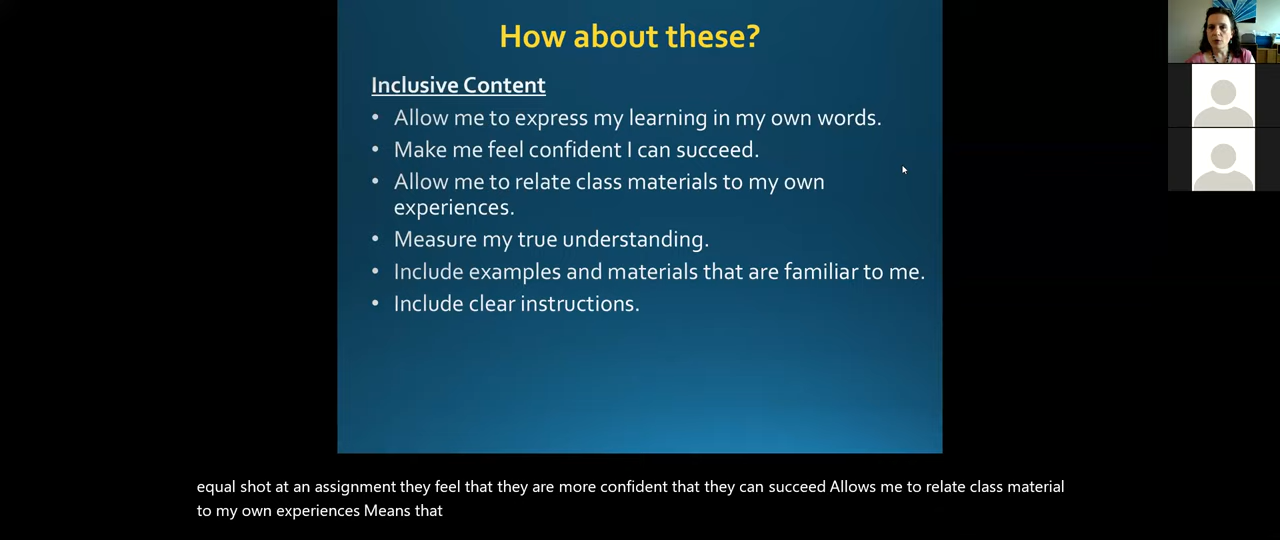 How about these?
Inclusive Content
• Allow me to express my learning in my own words.
• Make me feel confident I can succeed.
• Allow me to relate class materials to my own
experiences.
• Measure my true understanding.
• Include examples and materials that are familiar to me.
• Include clear instructions.
equal shot at an assignment they feel that they are more confident that they can succeed Allows me to relate class material
to my own experiences Means that